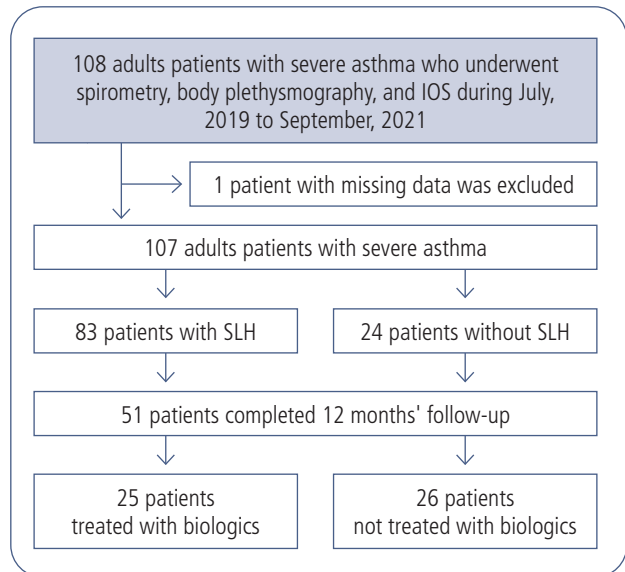 108 adults patients with severe asthma who underwent
spirometry, body plethysmography, and IOS during July,
2019 to September, 2021
1 patient with missing data was excluded
107 adults patients with severe asthma
83 patients with SLH
24 patients without SLH
51 patients completed 12 months' follow-up
25 patients
treated with biologics
26 patients
not treated with biologics